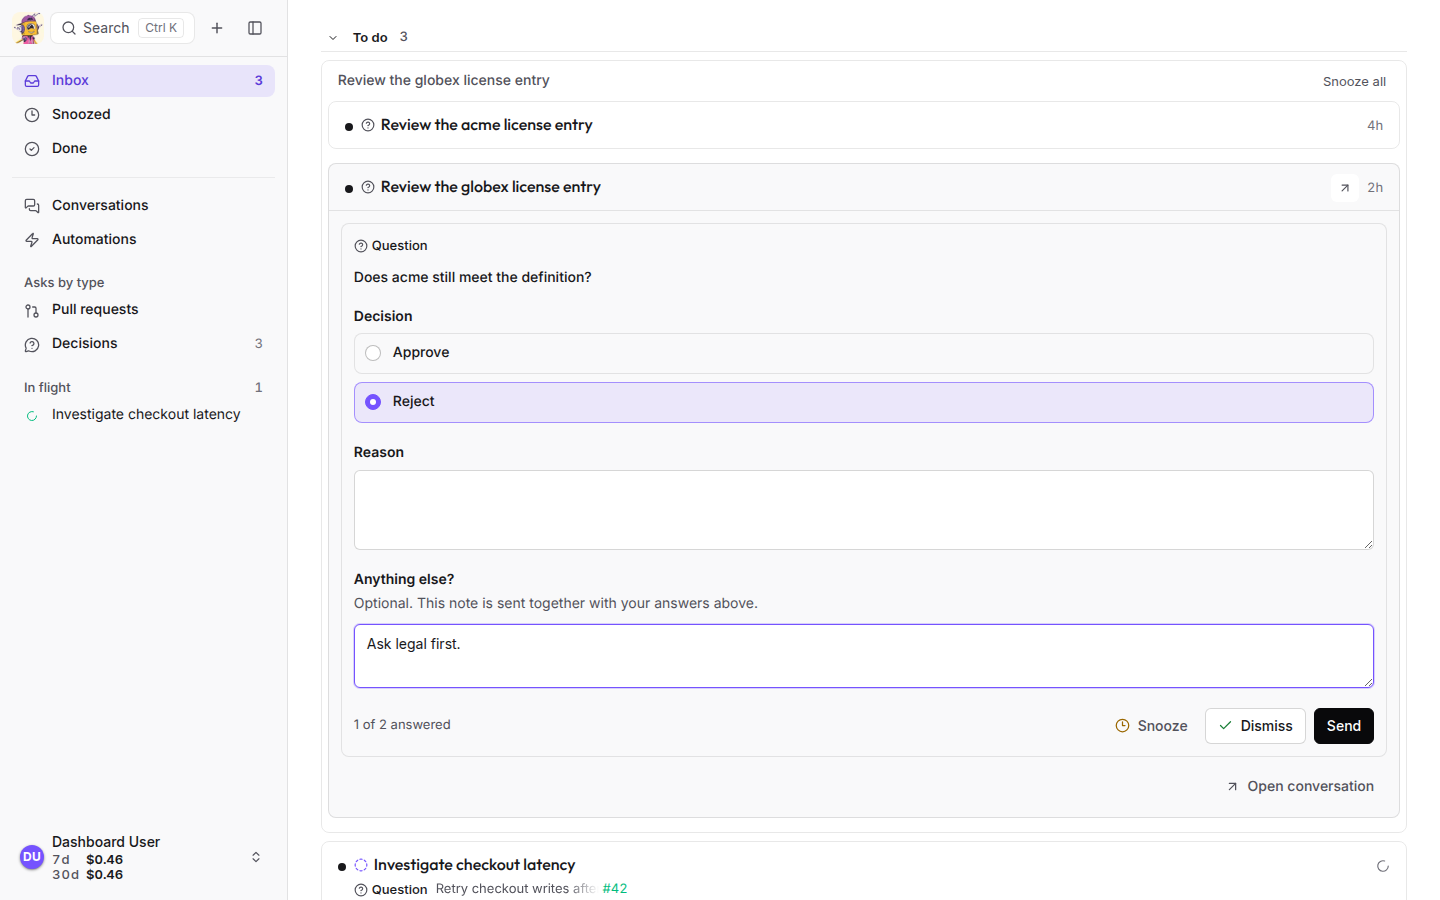 Search Ctrl K
Inbox 3
Snoozed
Done
Conversations
Automations
Asks by type
Pull requests
Decisions 3
In flight 1
Investigate checkout latency
DU Dashboard User
7d $0.46
30d $0.46
To do 3
Review the globex license entry Snooze all
Review the acme license entry 4h
Review the globex license entry 2h
Question
Does acme still meet the definition?
Decision
Approve
Reject
Reason
Anything else?
Optional. This note is sent together with your answers above.
Ask legal first.
1 of 2 answered Snooze Dismiss Send
Open conversation
Investigate checkout latency
Question Retry checkout writes afte #42